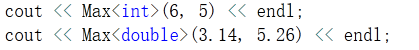 cout << Max<int>(6, 5) << endl;
cout << Max<double>(3.14, 5.26) << endl;